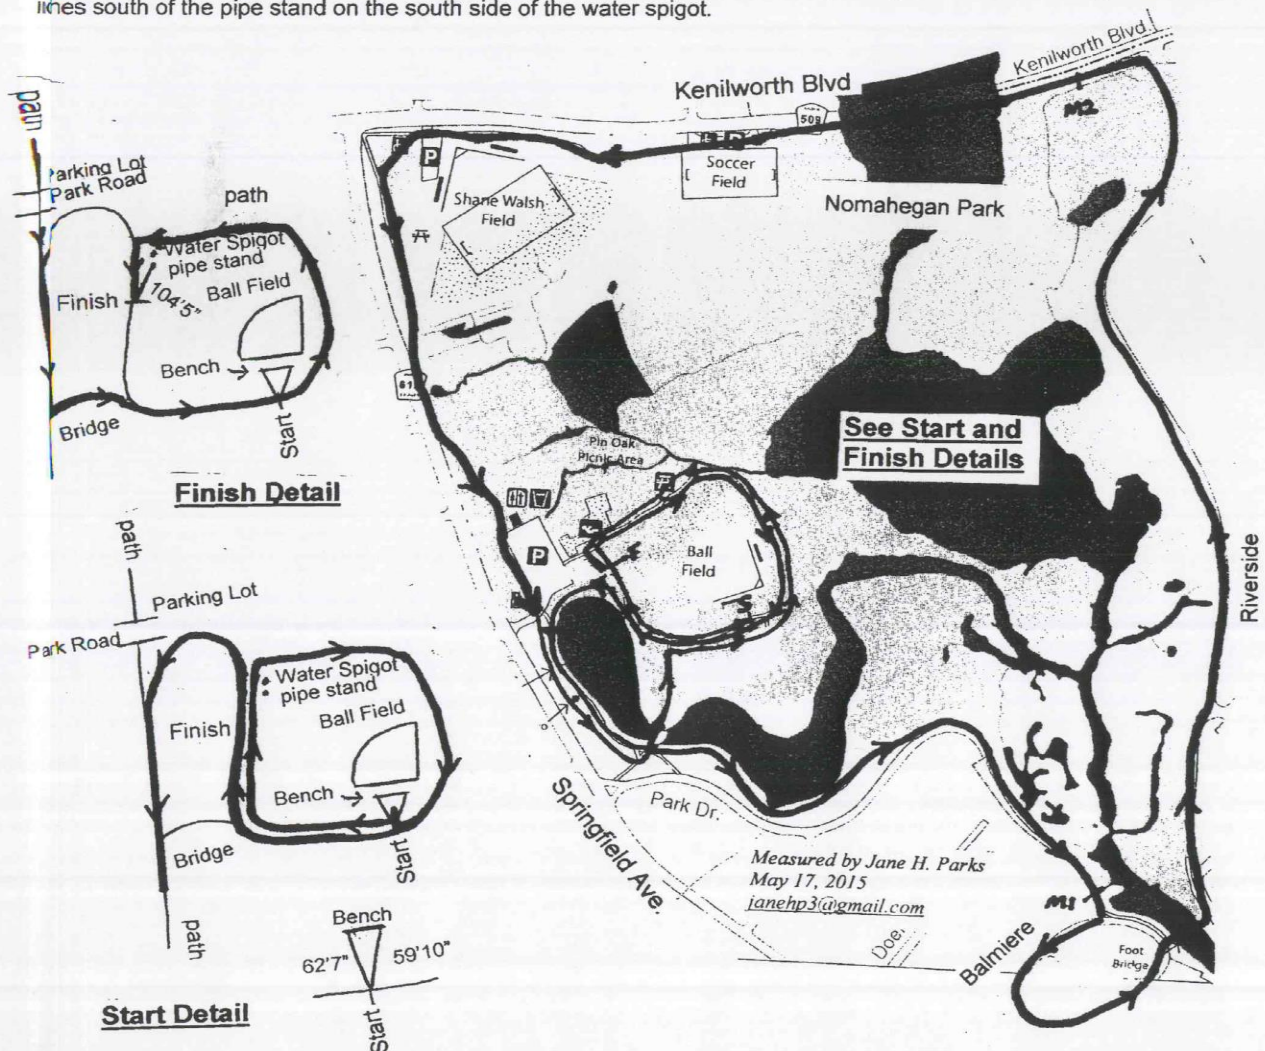 lines south of the pipe stand on the south side of the water spigot.
Kenilworth Blvd
Kenilworth Blvd
509
M2
path
Parking Lot
Park Road
path
Water Spigot
pipe stand
104'5"
Finish
Ball Field
Bench
Start
Bridge
Finish Detail
P
Shane Walsh
Field
Soccer
Field
Nomahegan Park
61
See Start and
Finish Details
Pin Oak
Picnic Area
P
F
Ball
Field
S
Riverside
path
Parking Lot
Park Road
Water Spigot
pipe stand
Finish
Ball Field
Bench
Start
Bridge
path
Springfield Ave.
Park Dr.
Measured by Jane H. Parks
May 17, 2015
janehp3@gmail.com
M1
Balmiere
Foot
Bridge
Bench
62'7"
59'10"
Start
Start Detail